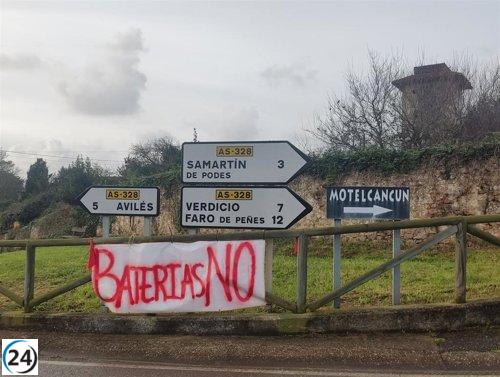 AS-328
SAMARTÍN 3
DE PODES
AS-328
5 AVILÉS
AS-328
VERDICIO 7
FARO DE PEÑES 12
MOTELCANCUN
BATERIAS NO
24